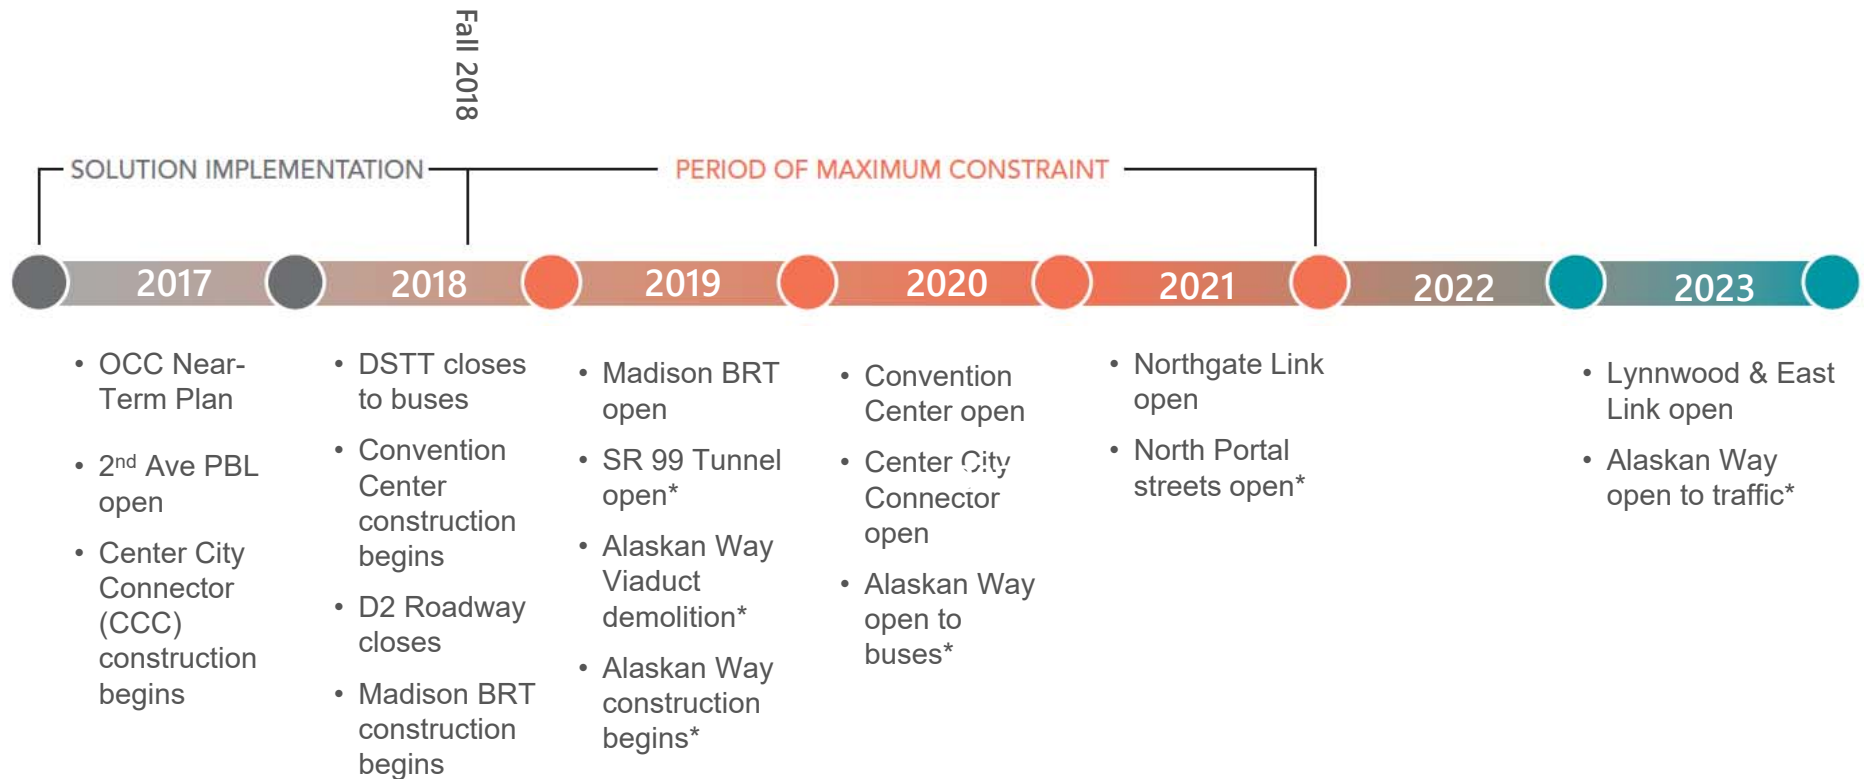 Fall 2018
SOLUTION IMPLEMENTATION
PERIOD OF MAXIMUM CONSTRAINT
2017
2018
2019
2020
2021
2022
2023
• OCC Near-
Term Plan
• 2nd Ave PBL
open
• Center City
Connector
(CCC)
construction
begins
• DSTT closes
to buses
• Convention
Center
construction
begins
• D2 Roadway
closes
• Madison BRT
construction
begins
• Madison BRT
open
• SR 99 Tunnel
open*
• Alaskan Way
Viaduct
demolition*
• Alaskan Way
construction
begins*
• Convention
Center open
• Center City
Connector
open
• Alaskan Way
open to
buses*
• Northgate Link
open
• North Portal
streets open*
• Lynnwood & East
Link open
• Alaskan Way
open to traffic*